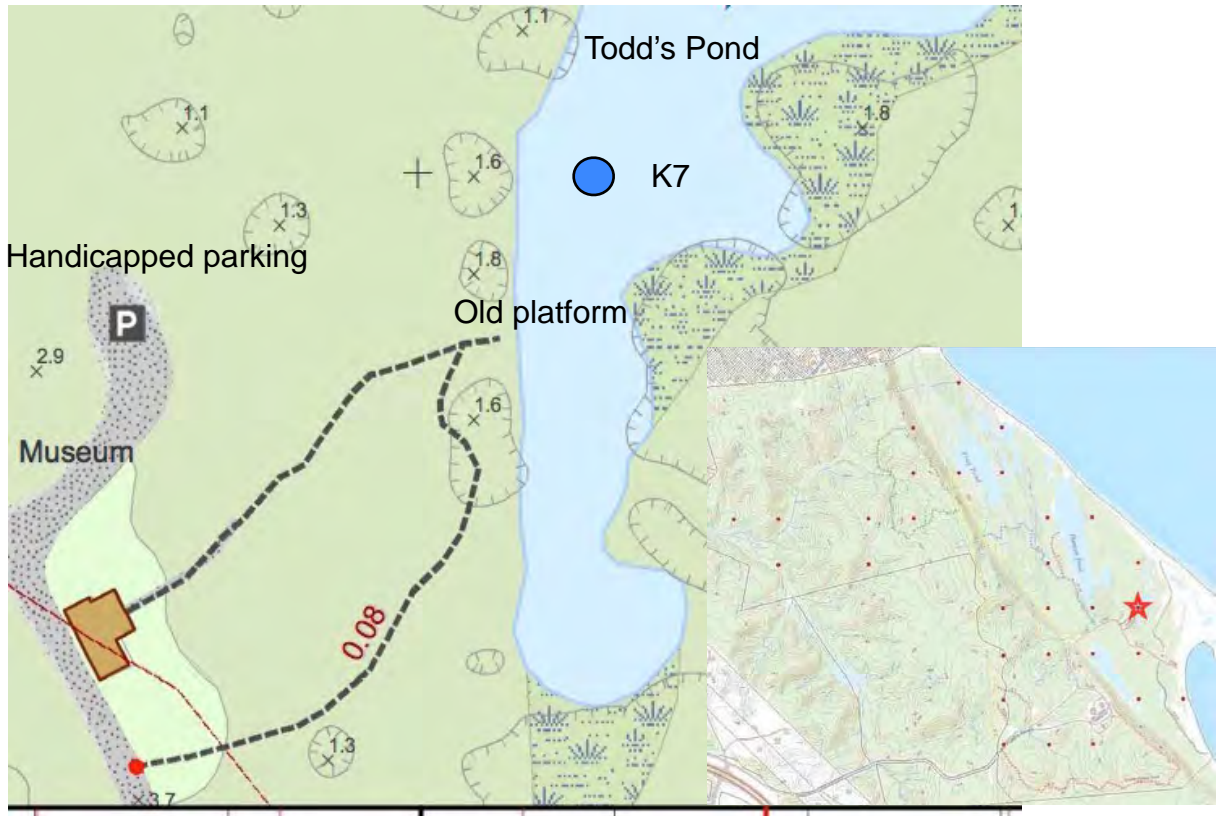 1.1
Todd’s Pond
1.1
1.8
1.6
K7
1.3
1.
Handicapped parking
1.8
P
Old platform
2.9
1.6
Museum
0.08
1.3
3.7